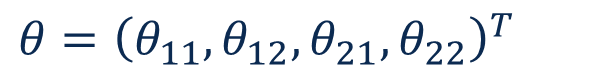 θ = (θ₁₁, θ₁₂, θ₂₁, θ₂₂)ᵀ